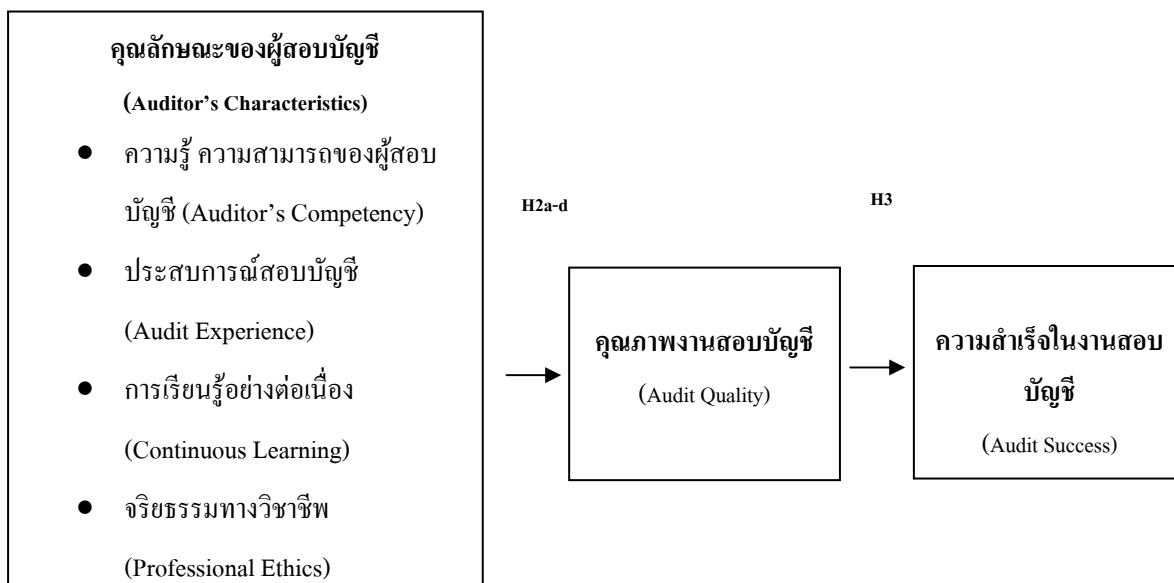 คุณลักษณะของผู้สอบบัญชี
(Auditor’s Characteristics)
● ความรู้ ความสามารถของผู้สอบ
บัญชี (Auditor’s Competency)
● ประสบการณ์สอบบัญชี
(Audit Experience)
● การเรียนรู้อย่างต่อเนื่อง
(Continuous Learning)
● จริยธรรมทางวิชาชีพ
(Professional Ethics)
H2a-d
คุณภาพงานสอบบัญชี
(Audit Quality)
H3
ความสำเร็จในงานสอบ
บัญชี
(Audit Success)